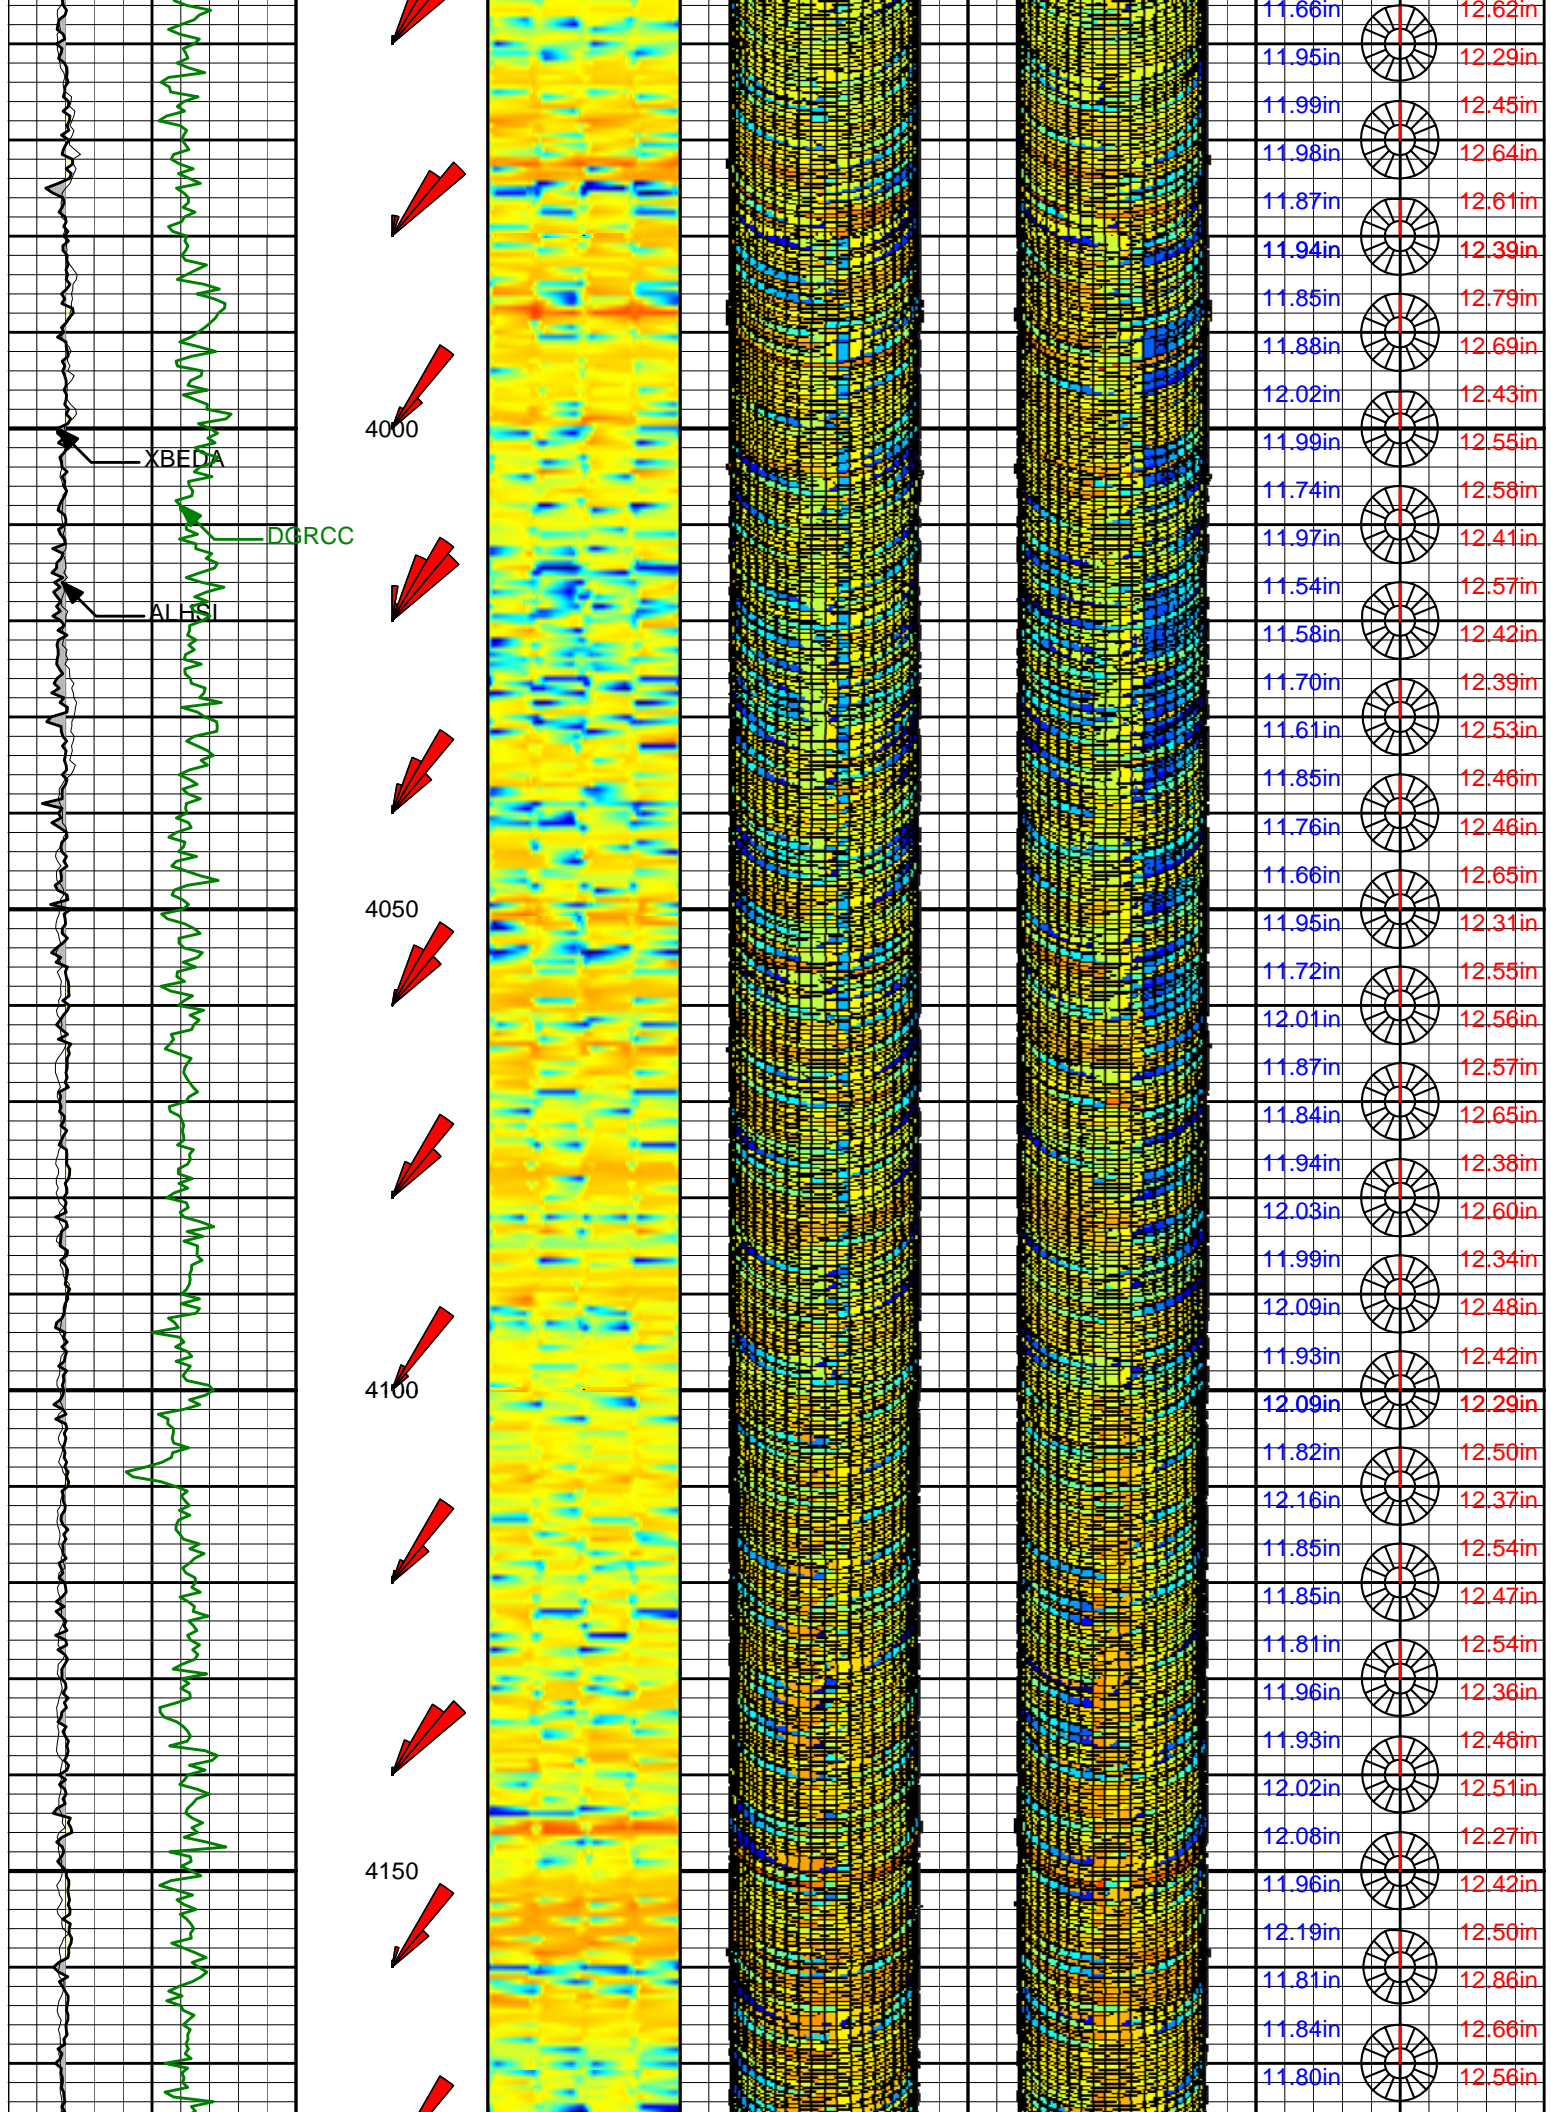 11.66in 12.62in
11.95in 12.29in
11.99in 12.45in
11.98in 12.64in
11.87in 12.61in
11.94in 12.39in
11.85in 12.79in
11.88in 12.69in
12.02in 12.43in
4000
XBEDA
11.99in 12.55in
11.74in 12.58in
DGRCC
11.97in 12.41in
11.54in 12.57in
ALHSI
11.58in 12.42in
11.70in 12.39in
11.61in 12.53in
11.85in 12.46in
11.76in 12.46in
11.66in 12.65in
4050
11.95in 12.31in
11.72in 12.55in
12.01in 12.56in
11.87in 12.57in
11.84in 12.65in
11.94in 12.38in
12.03in 12.60in
11.99in 12.34in
12.09in 12.48in
11.93in 12.42in
4100
12.09in 12.29in
11.82in 12.50in
12.16in 12.37in
11.85in 12.54in
11.85in 12.47in
11.81in 12.54in
11.96in 12.36in
11.93in 12.48in
12.02in 12.51in
12.08in 12.27in
4150
11.96in 12.42in
12.19in 12.50in
11.81in 12.86in
11.84in 12.66in
11.80in 12.56in